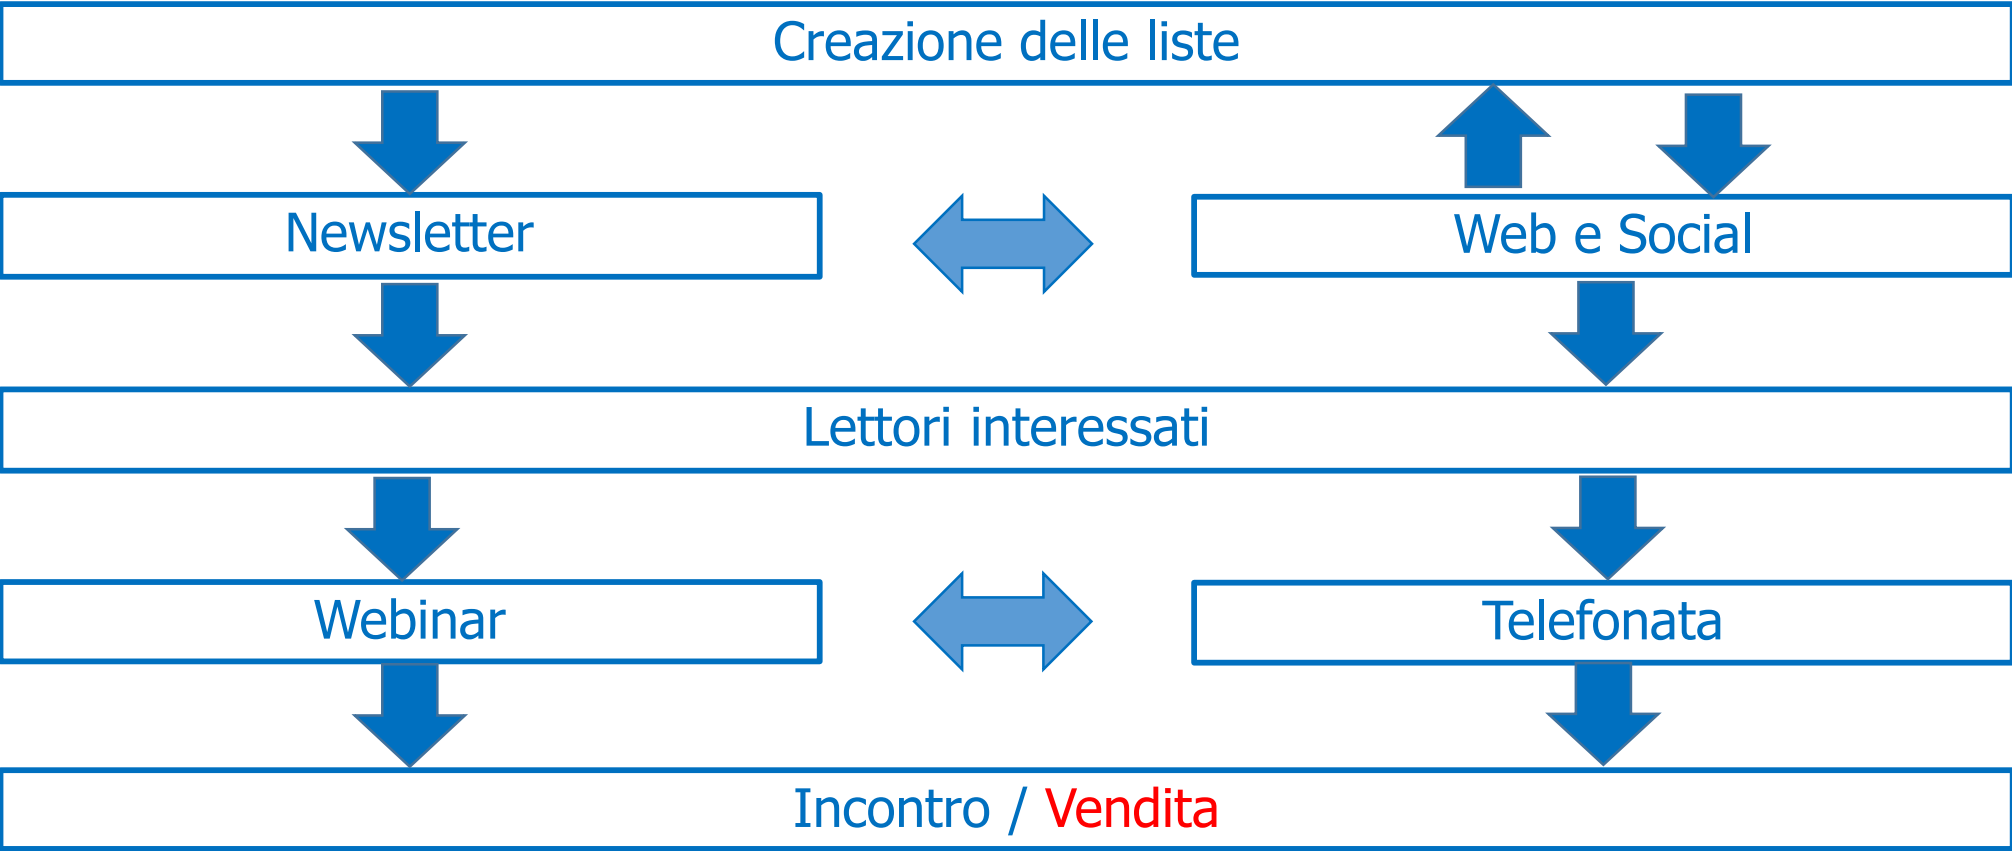 Creazione delle liste
Newsletter
Web e Social
Lettori interessati
Webinar
Telefonata
Incontro / Vendita